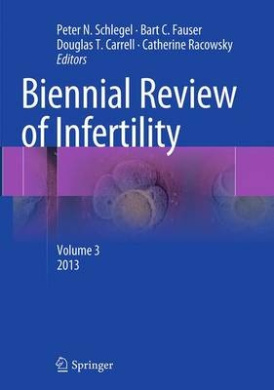 Peter N. Schlegel · Bart C. Fauser
Douglas T. Carrell · Catherine Racowsky
Editors
Biennial Review
of Infertility
Volume 3
2013
Springer